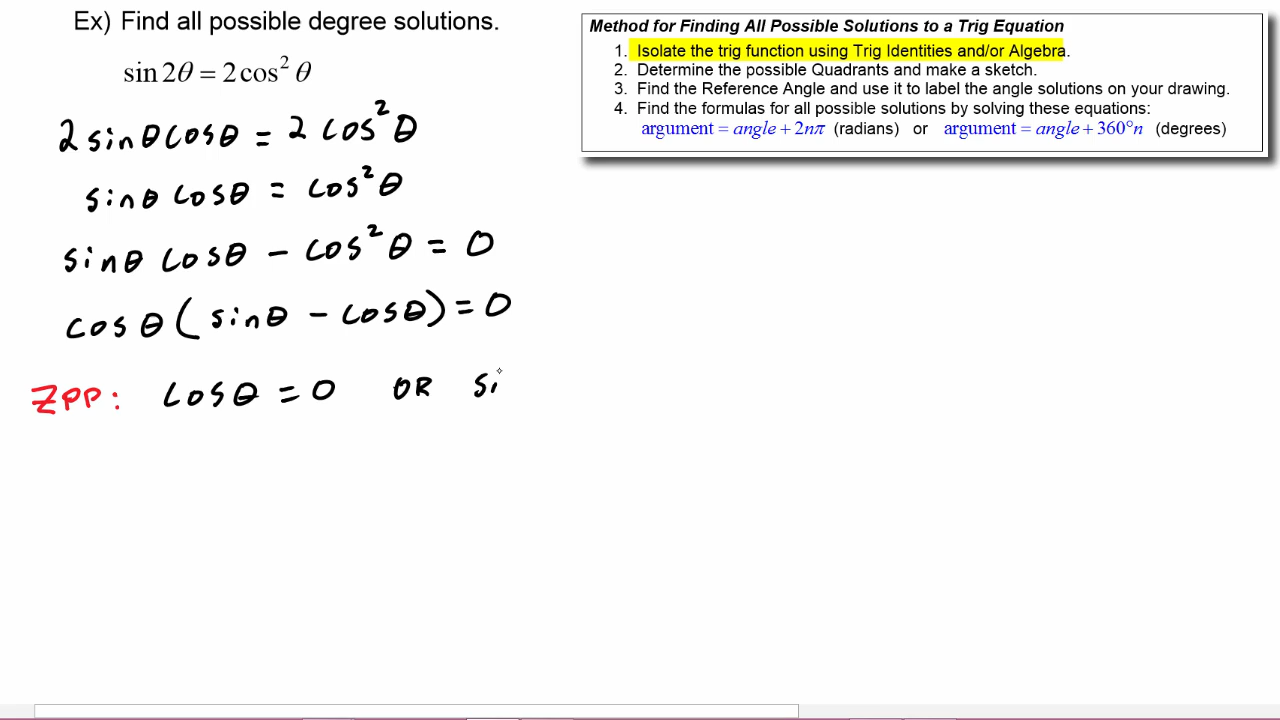 Ex) Find all possible degree solutions.
sin 2θ = 2 cos² θ
2 sinθ cosθ = 2 cos²θ
sinθ cosθ = cos²θ
sinθ cosθ − cos²θ = 0
cosθ ( sinθ − cosθ) = 0
ZPP: cosθ = 0 OR si
Method for Finding All Possible Solutions to a Trig Equation
1. Isolate the trig function using Trig Identities and/or Algebra.
2. Determine the possible Quadrants and make a sketch.
3. Find the Reference Angle and use it to label the angle solutions on your drawing.
4. Find the formulas for all possible solutions by solving these equations:
argument = angle + 2nπ (radians) or argument = angle + 360°n (degrees)